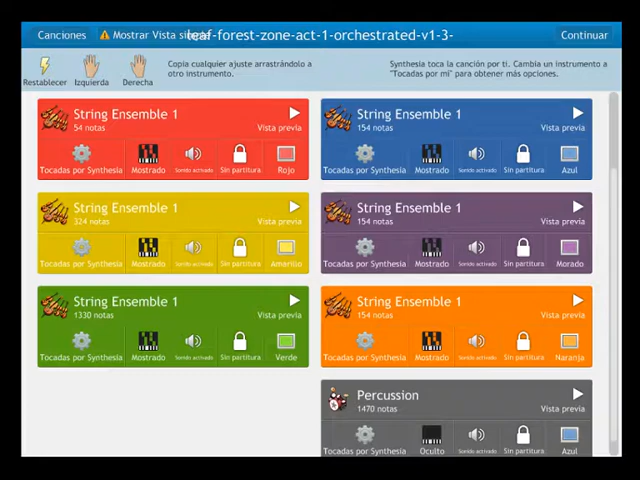 Canciones
Mostrar Vista simple
leaf-forest-zone-act-1-orchestrated-v1-3-
Continuar
Restablecer
Izquierda
Derecha
Copia cualquier ajuste arrastrándolo a
otro instrumento.
Synthesia toca la canción por ti. Cambia un instrumento a
"Tocadas por mí" para obtener más opciones.
String Ensemble 1
54 notas
Vista previa
Tocadas por Synthesia
Mostrado
Sonido activado
Sin partitura
Rojo
String Ensemble 1
154 notas
Vista previa
Tocadas por Synthesia
Mostrado
Sonido activado
Sin partitura
Azul
String Ensemble 1
324 notas
Vista previa
Tocadas por Synthesia
Mostrado
Sonido activado
Sin partitura
Amarillo
String Ensemble 1
154 notas
Vista previa
Tocadas por Synthesia
Mostrado
Sonido activado
Sin partitura
Morado
String Ensemble 1
1330 notas
Vista previa
Tocadas por Synthesia
Mostrado
Sonido activado
Sin partitura
Verde
String Ensemble 1
154 notas
Vista previa
Tocadas por Synthesia
Mostrado
Sonido activado
Sin partitura
Naranja
Percussion
1470 notas
Vista previa
Tocadas por Synthesia
Oculto
Sonido activado
Sin partitura
Azul